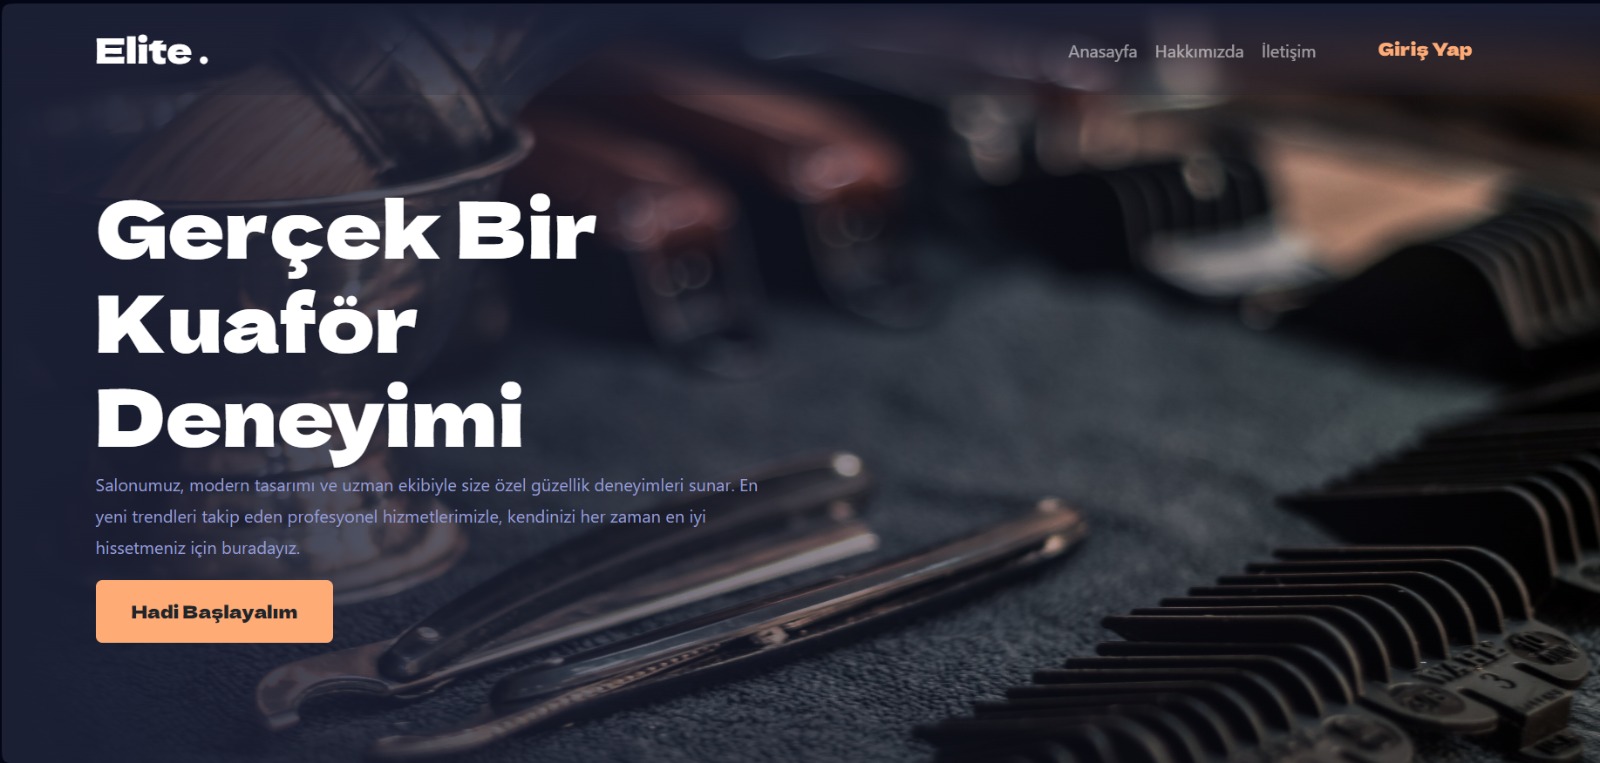 Elite .
Anasayfa Hakkımızda İletişim Giriş Yap
Gerçek Bir
Kuaför
Deneyimi
Salonumuz, modern tasarımı ve uzman ekibiyle size özel güzellik deneyimleri sunar. En
yeni trendleri takip eden profesyonel hizmetlerimizle, kendinizi her zaman en iyi
hissetmeniz için buradayız.
Hadi Başlayalım
3